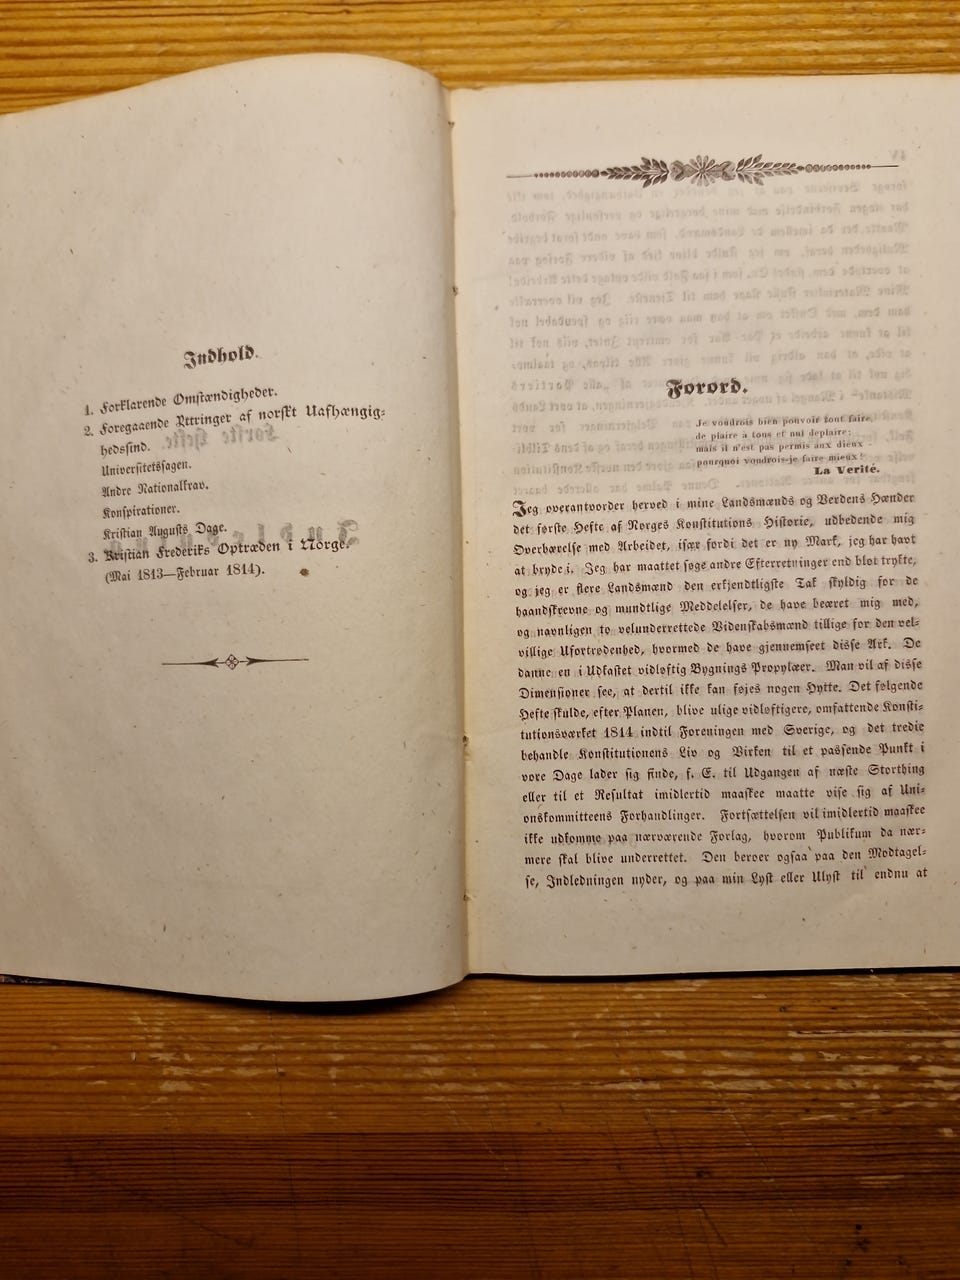 Indhold.
1. Forklarende Omstændigheder.
2. Foregaaende Yttringer af norskt Uafhængig-
hedssind.
Universitetssagen.
Andre Nationalkrav.
Konspirationer.
Kristian Augusts Dage.
3. Kristian Frederiks Optræden i Norge.
(Mai 1813—Februar 1814).
Forord.
Je voudrois bien pouvoir tout faire,
de plaire à tous et nul deplaire;
mais il n'est pas permis aux dieux -
pourquoi voudrois-je faire mieux!
La Verité.
Jeg overantvorder herved i mine Landsmænds og Verdens Hænder
det første Hefte af Norges Konstitutions Historie, udbedende mig
Overbærelse med Arbeidet, især fordi det er ny Mark, jeg har havt
at bryde i. Jeg har maattet søge andre Efterretninger end blot trykte,
og jeg er flere Landsmænd den erkjendtligste Tak skyldig for de
haandskrevne og mundtlige Meddelelser, de have beæret mig med,
og navnligen to velunderrettede Videnskabsmænd tillige for den vel-
villige Ufortrødenhed, hvormed de have gjennemseet disse Ark. De
danne en i Udkastet vidløftig Bygnings Propylæer. Man vil af disse
Dimensioner see, at dertil ikke kan føjes nogen Hytte. Det følgende
Hefte skulde, efter Planen, blive ulige vidløftigere, omfattende Konsti-
tutionsværket 1814 indtil Foreningen med Sverige, og det tredie
behandle Konstitutionens Liv og Virken til et passende Punkt i
vore Dage lader sig finde, f. E. til Udgangen af næste Storthing
eller til et Resultat imidlertid maaskee maatte vise sig af Uni-
onskommitteens Forhandlinger. Fortsættelsen vil imidlertid maaskee
ikke udkomme paa nærværende Forlag, hvorom Publikum da nær-
mere skal blive underrettet. Den beroer ogsaa paa den Modtagel-
se, Indledningen nyder, og paa min Lyst eller Ulyst til endnu at